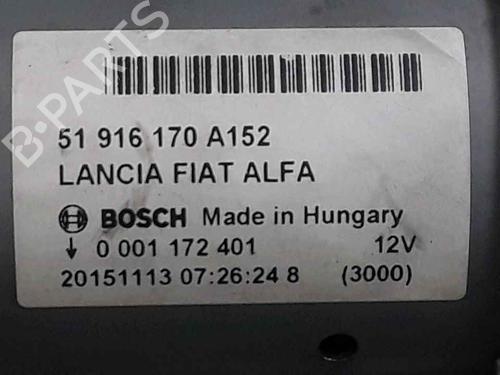 B-PARTS
51 916 170 A152
LANCIA FIAT ALFA
BOSCH Made in Hungary
↓ 0 001 172 401 12V
20151113 07:26:24 8 (3000)